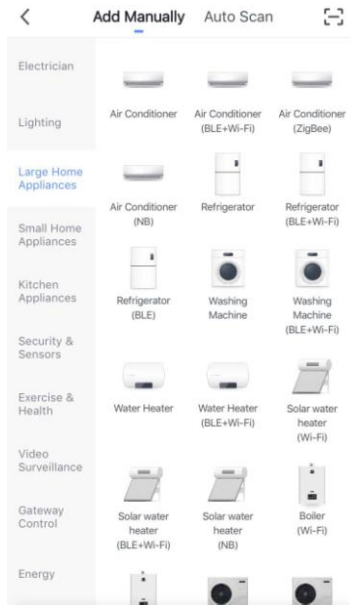 Add Manually Auto Scan
Electrician
Lighting
Large Home
Appliances
Small Home
Appliances
Kitchen
Appliances
Security &
Sensors
Exercise &
Health
Video
Surveillance
Gateway
Control
Energy
Air Conditioner
Air Conditioner
(BLE+Wi-Fi)
Air Conditioner
(ZigBee)
Air Conditioner
(NB)
Refrigerator
Refrigerator
(BLE+Wi-Fi)
Refrigerator
(BLE)
Washing
Machine
Washing
Machine
(BLE+Wi-Fi)
Water Heater
Water Heater
(BLE+Wi-Fi)
Solar water
heater
(Wi-Fi)
Solar water
heater
(BLE+Wi-Fi)
Solar water
heater
(NB)
Boiler
(Wi-Fi)